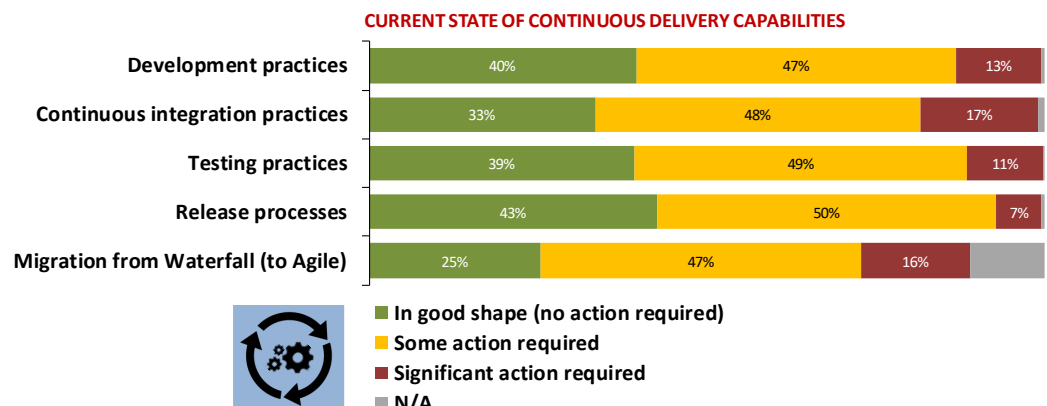 CURRENT STATE OF CONTINUOUS DELIVERY CAPABILITIES
Development practices 40% 47% 13%
Continuous integration practices 33% 48% 17%
Testing practices 39% 49% 11%
Release processes 43% 50% 7%
Migration from Waterfall (to Agile) 25% 47% 16%
In good shape (no action required)
Some action required
Significant action required
N/A